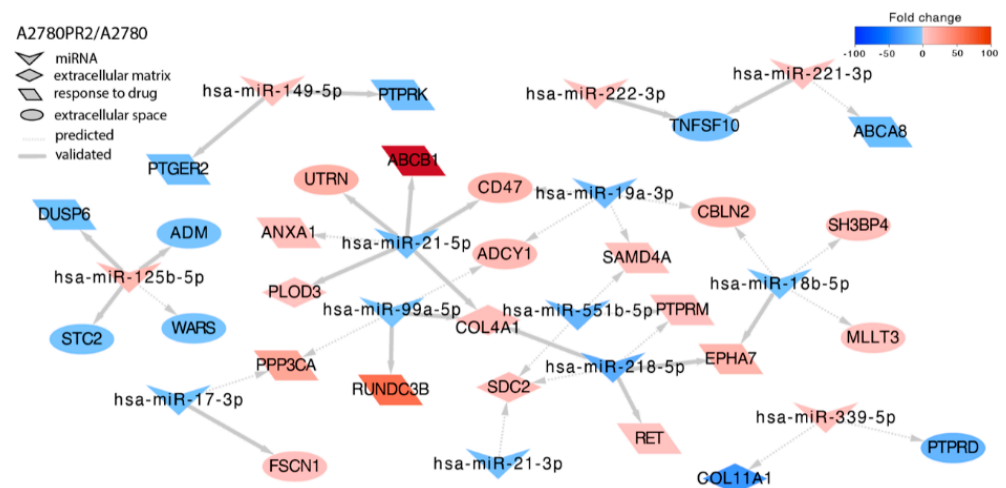 A2780PR2/A2780
miRNA
extracellular matrix
response to drug
extracellular space
predicted
validated
Fold change
-100 -50 0 50 100
hsa-miR-149-5p
PTPRK
PTGER2
hsa-miR-222-3p
hsa-miR-221-3p
TNFSF10
ABCA8
ABCB1
UTRN
CD47
hsa-miR-19a-3p
CBLN2
SH3BP4
DUSP6
ADM
ANXA1
hsa-miR-21-5p
ADCY1
SAMD4A
hsa-miR-125b-5p
PLOD3
hsa-miR-18b-5p
STC2
WARS
hsa-miR-99a-5p
COL4A1
hsa-miR-551b-5p
PTPRM
MLLT3
PPP3CA
hsa-miR-218-5p
EPHA7
hsa-miR-17-3p
RUNDC3B
SDC2
FSCN1
hsa-miR-21-3p
RET
hsa-miR-339-5p
PTPRD
COL11A1